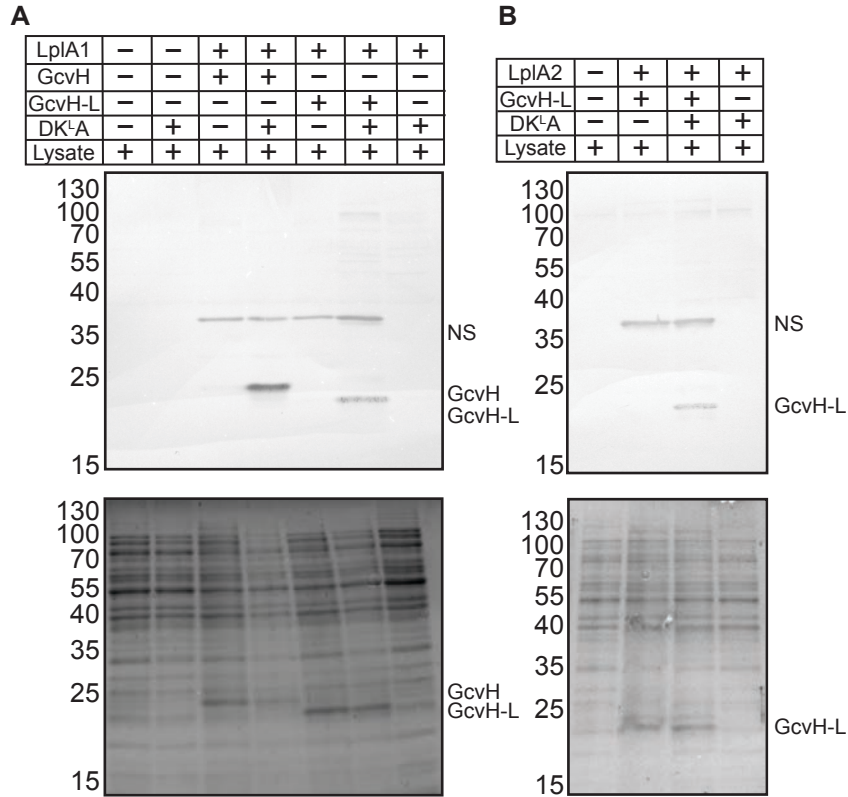 A
LplA1 − − + + + + +
GcvH − − + + − − −
GcvH-L − − − − + + −
DKᴸA − + − + − + +
Lysate + + + + + + +
130
100
70
55
40
35
25
15
NS
GcvH
GcvH-L
130
100
70
55
40
35
25
15
GcvH
GcvH-L
B
LplA2 − + + +
GcvH-L − + + −
DKᴸA − − + +
Lysate + + + +
130
100
70
55
40
35
25
15
NS
GcvH-L
130
100
70
55
40
35
25
15
GcvH-L